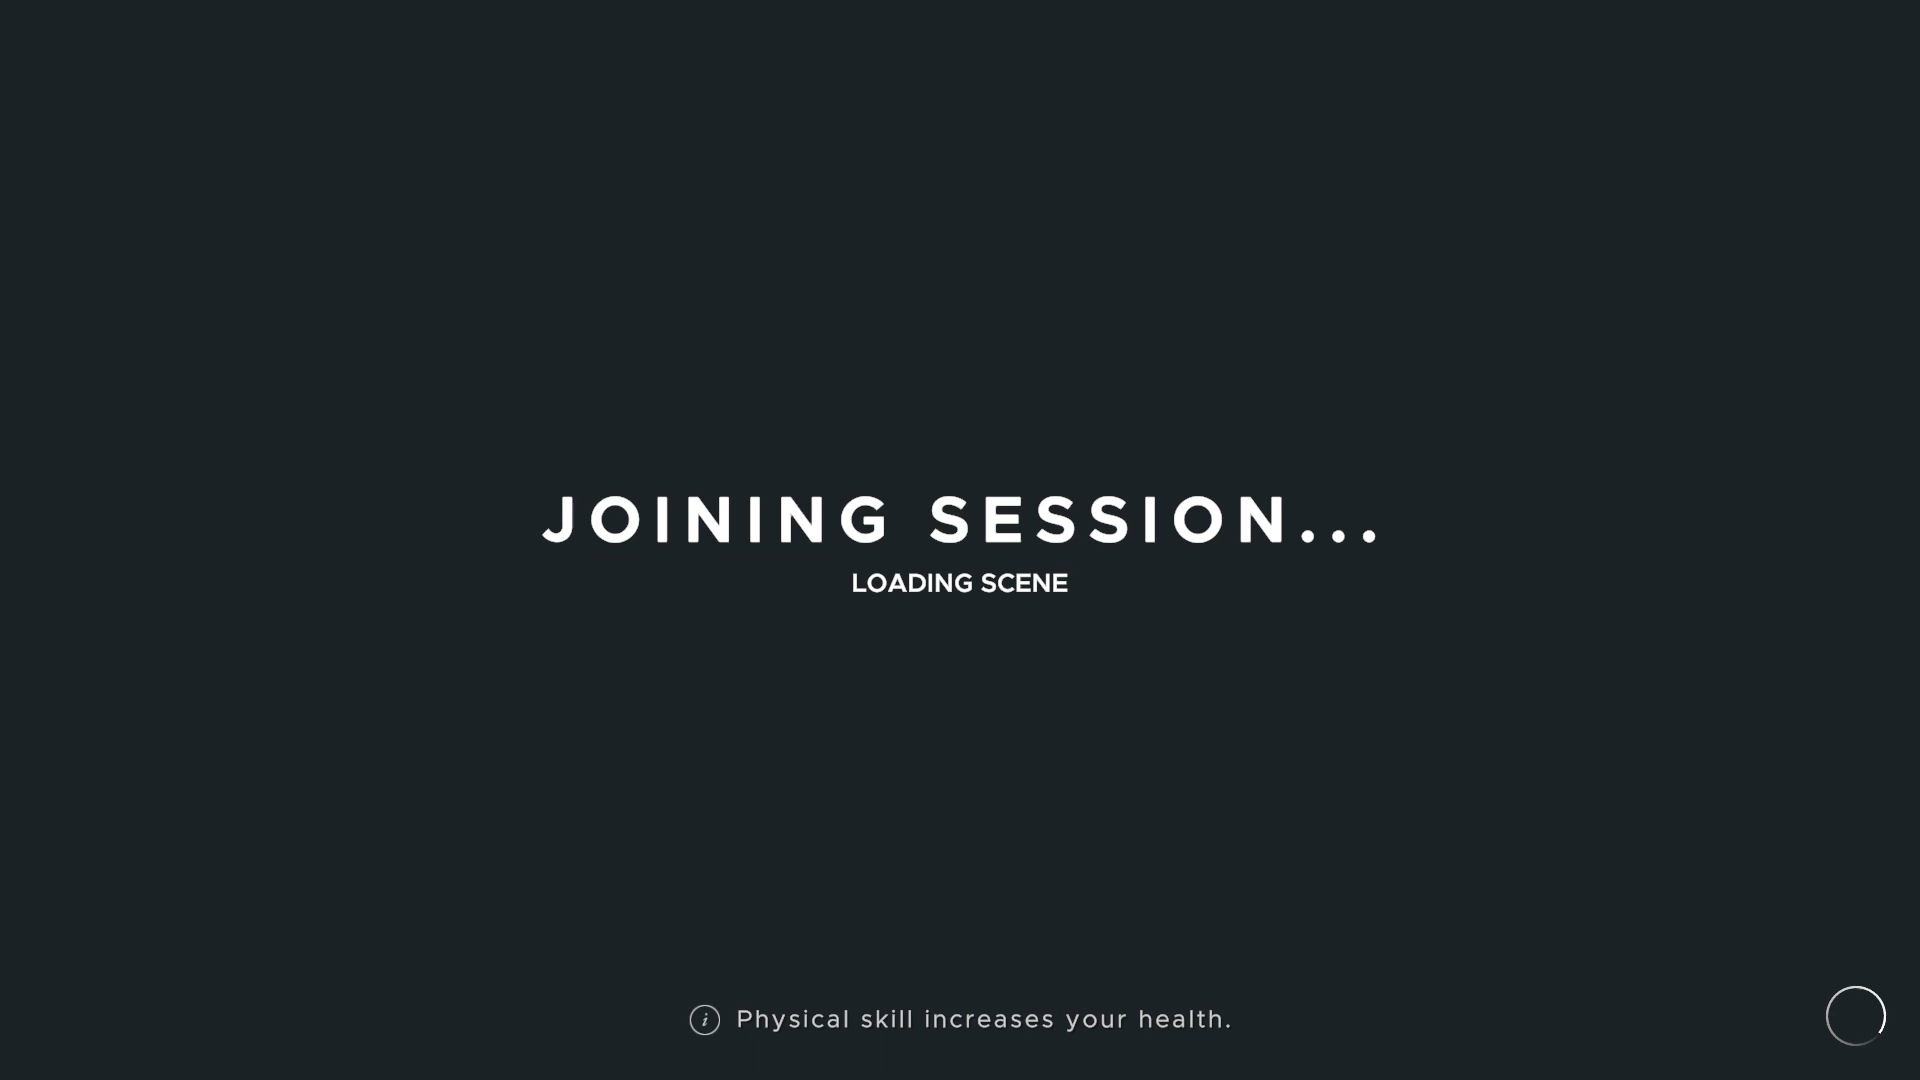 JOINING SESSION...
LOADING SCENE
i Physical skill increases your health.